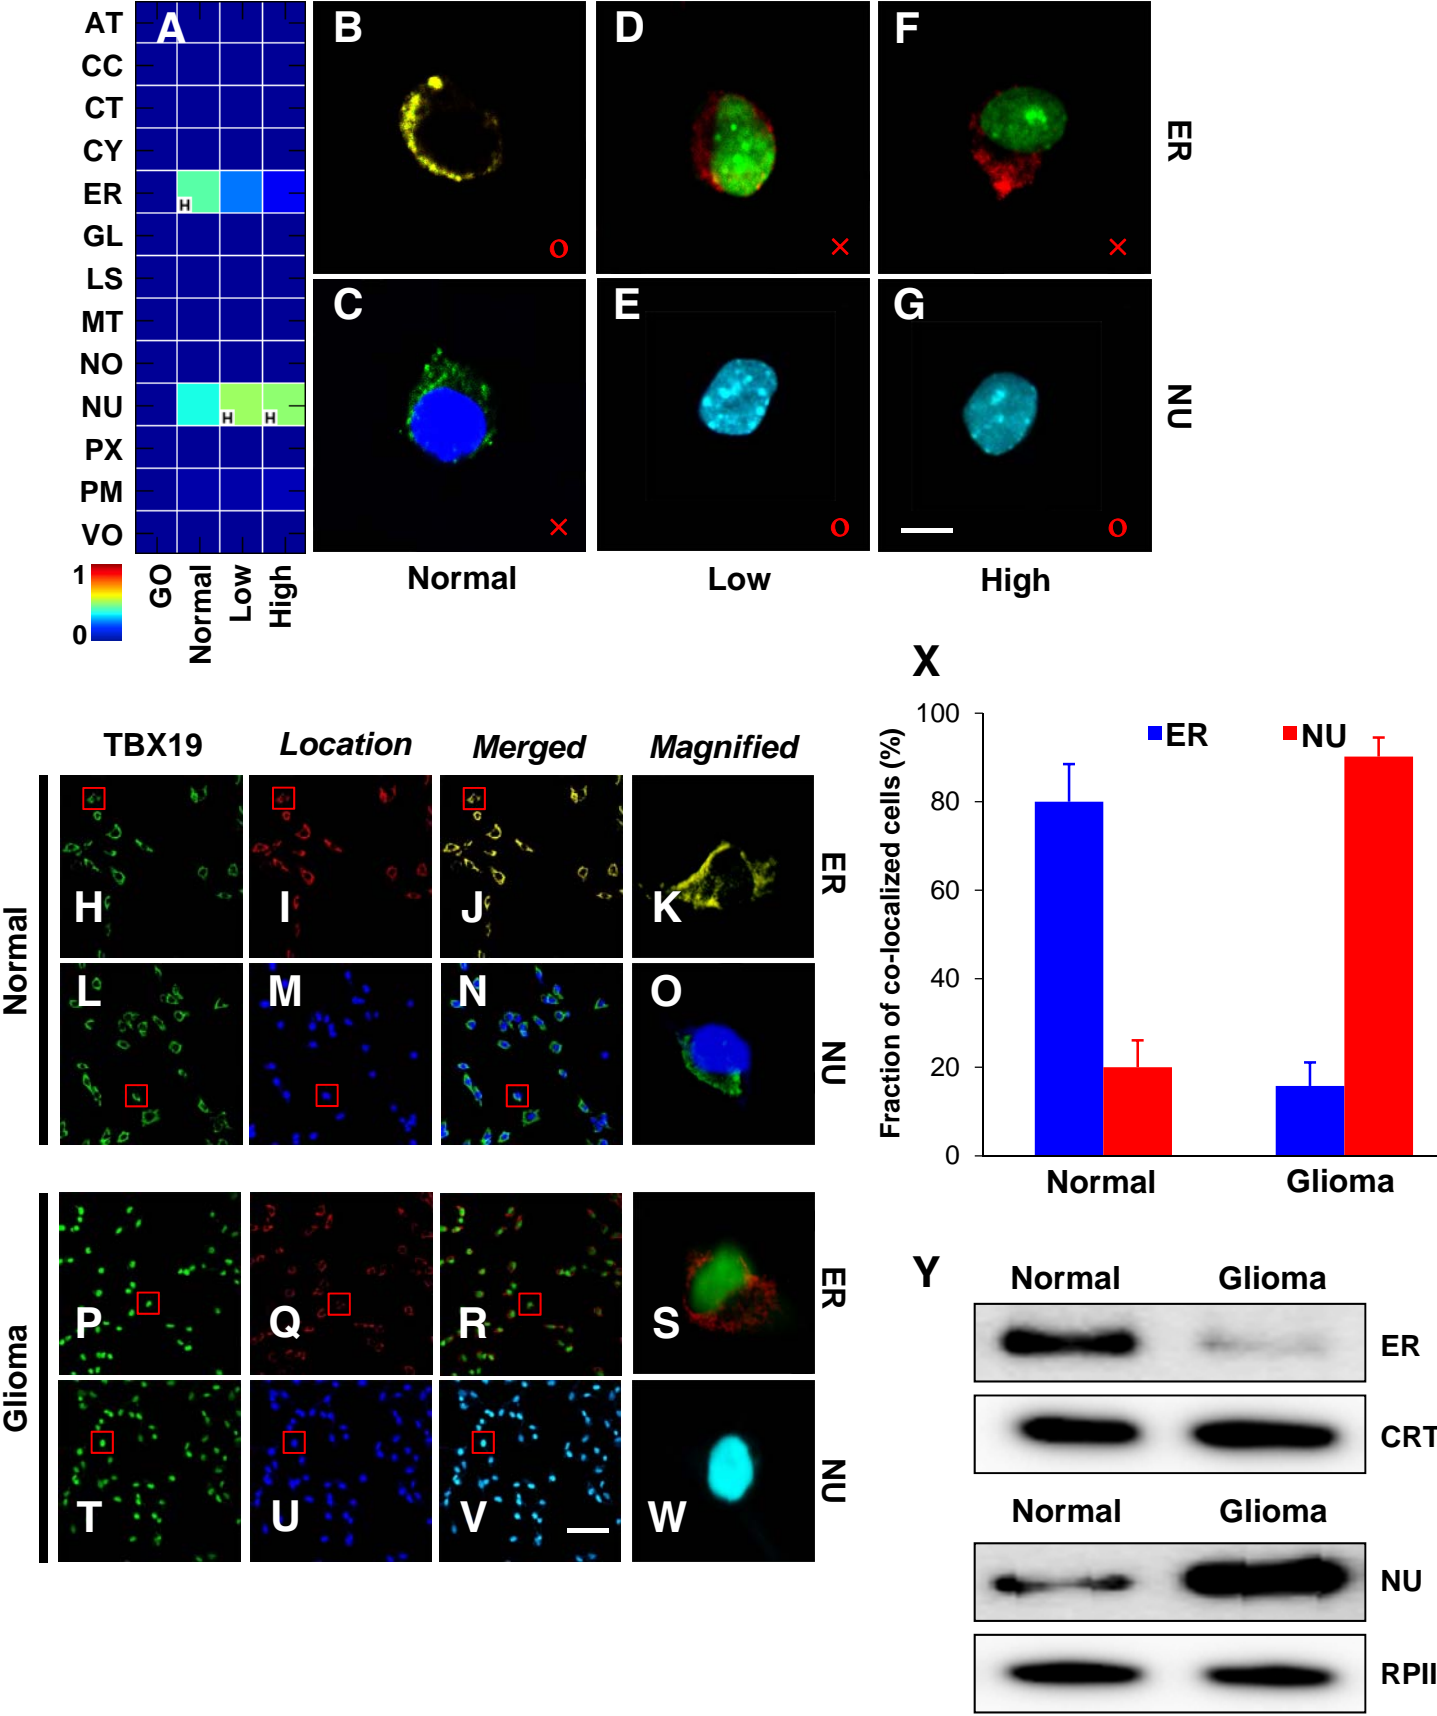 A
AT
CC
CT
CY
ER
H
GL
LS
MT
NO
NU
H
H
PX
PM
VO
1
0
GO
Normal
Low
High
B
D
F
o
×
×
ER
C
E
G
×
o
o
NU
Normal
Low
High
TBX19
Location
Merged
Magnified
Normal
H
I
J
K
ER
L
M
N
O
NU
Glioma
P
Q
R
S
ER
T
U
V
W
NU
X
Fraction of co-localized cells (%)
100
80
60
40
20
0
ER
NU
Normal
Glioma
Y
Normal
Glioma
ER
CRT
Normal
Glioma
NU
RPII